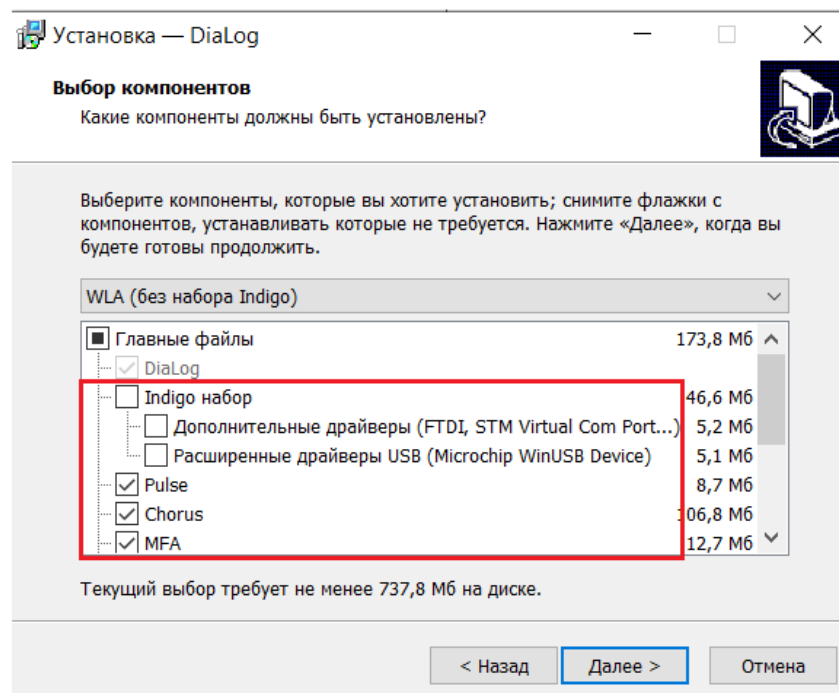 Установка — DiaLog
Выбор компонентов
Какие компоненты должны быть установлены?
Выберите компоненты, которые вы хотите установить; снимите флажки с
компонентов, устанавливать которые не требуется. Нажмите «Далее», когда вы
будете готовы продолжить.
WLA (без набора Indigo)
Главные файлы 173,8 Мб
DiaLog
Indigo набор 46,6 Мб
Дополнительные драйверы (FTDI, STM Virtual Com Port...) 5,2 Мб
Расширенные драйверы USB (Microchip WinUSB Device) 5,1 Мб
Pulse 8,7 Мб
Chorus 106,8 Мб
MFA 12,7 Мб
Текущий выбор требует не менее 737,8 Мб на диске.
< Назад Далее > Отмена